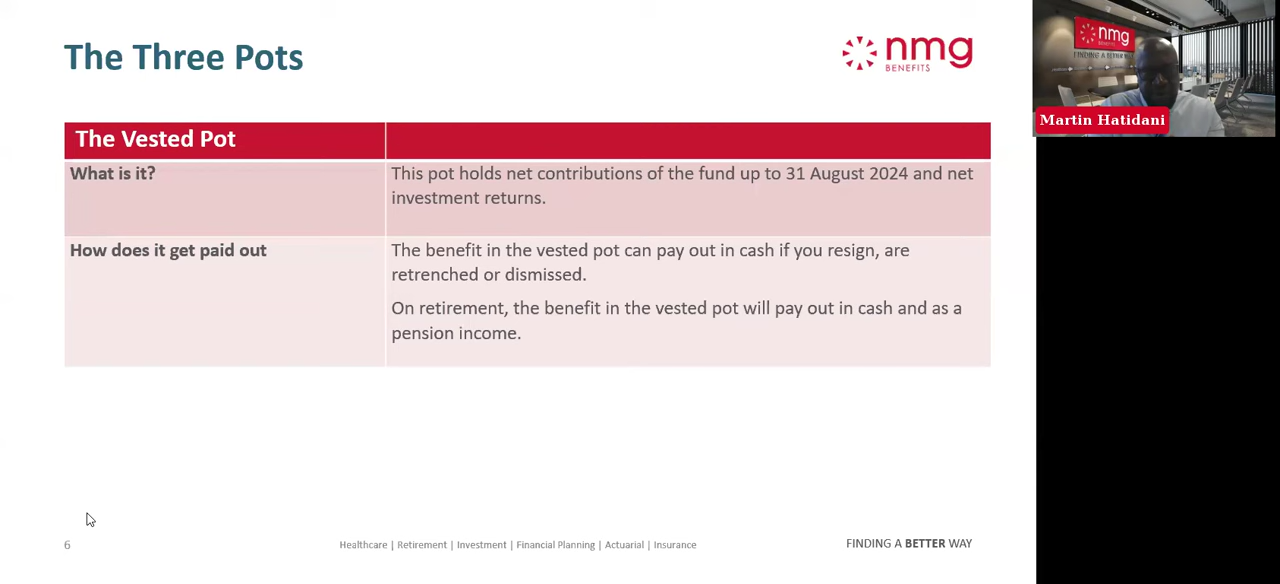 The Three Pots
nmg
BENEFITS
nmg
BENEFITS
FINDING A BE
Martin Hatidani
The Vested Pot
What is it?
This pot holds net contributions of the fund up to 31 August 2024 and net
investment returns.
How does it get paid out
The benefit in the vested pot can pay out in cash if you resign, are
retrenched or dismissed.
On retirement, the benefit in the vested pot will pay out in cash and as a
pension income.
6
Healthcare | Retirement | Investment | Financial Planning | Actuarial | Insurance
FINDING A BETTER WAY